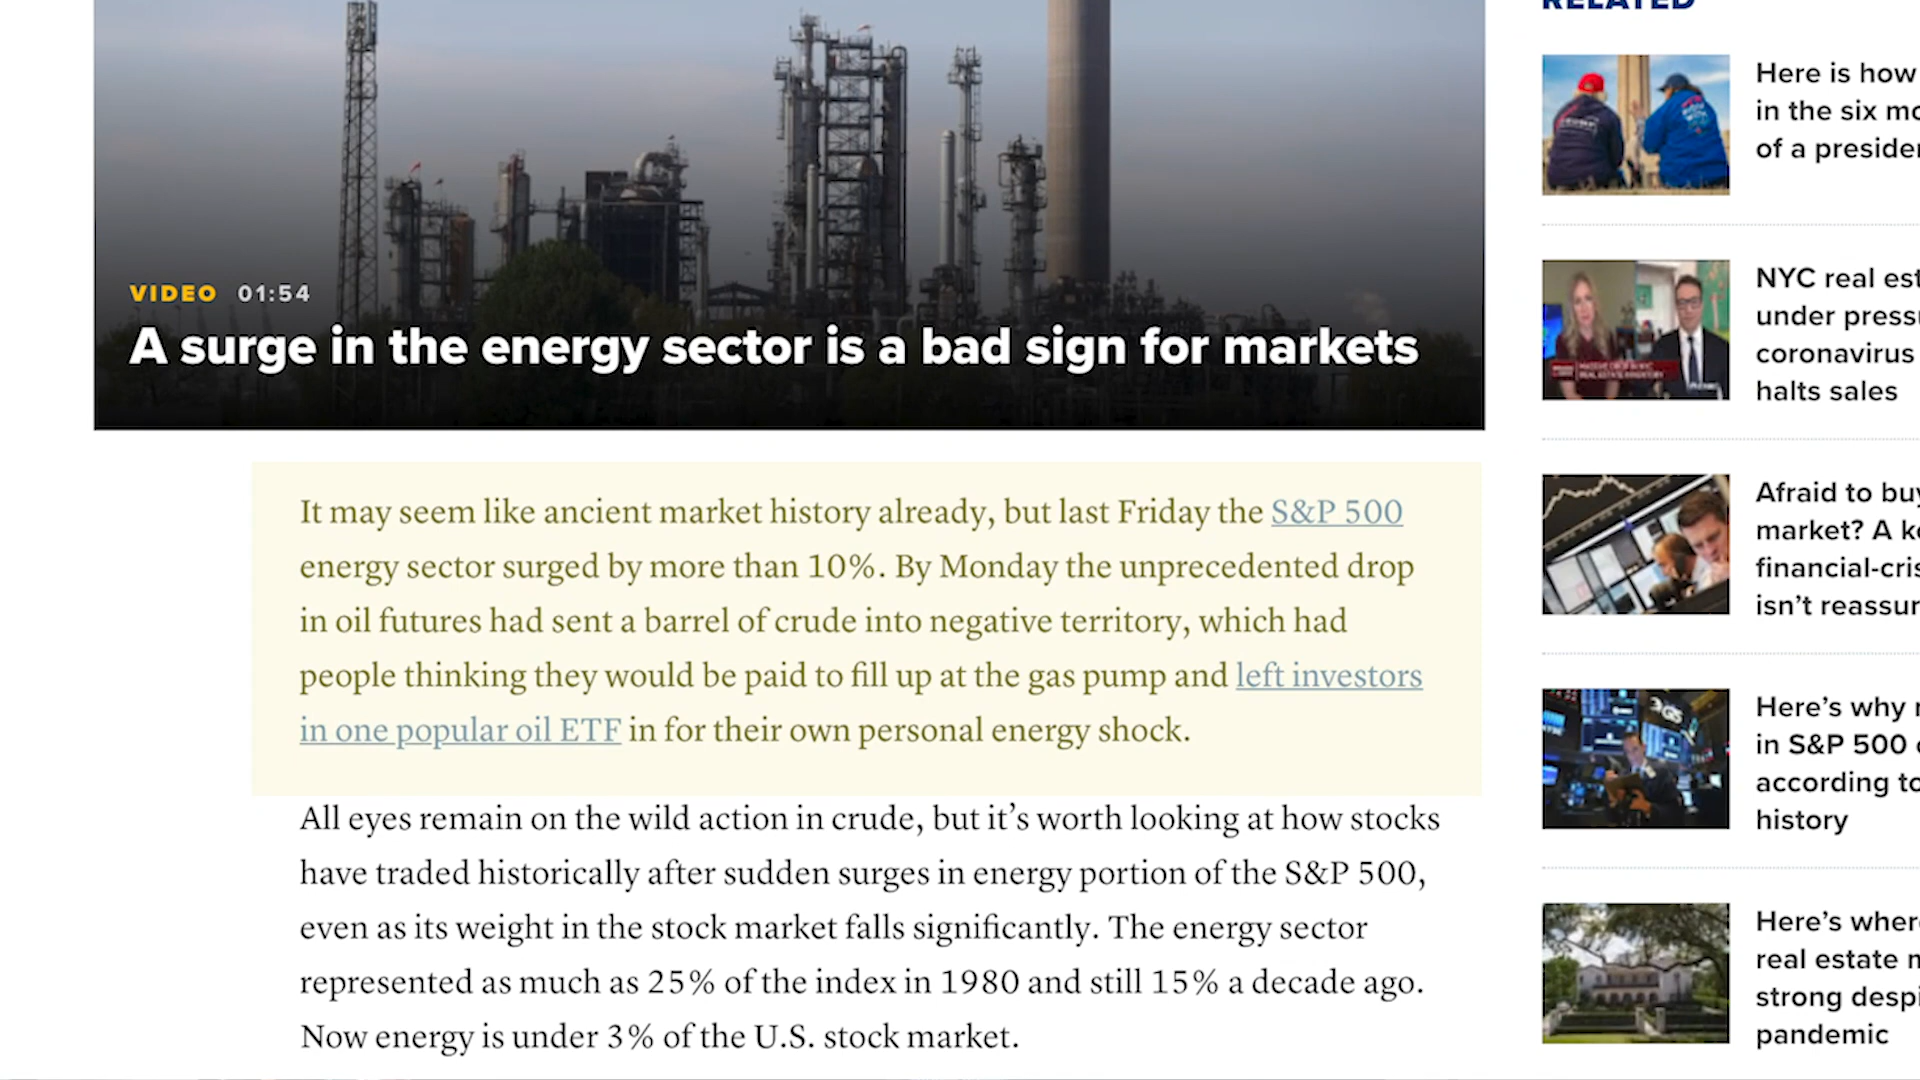 RELATED
VIDEO 01:54
A surge in the energy sector is a bad sign for markets
It may seem like ancient market history already, but last Friday the S&P 500
energy sector surged by more than 10%. By Monday the unprecedented drop
in oil futures had sent a barrel of crude into negative territory, which had
people thinking they would be paid to fill up at the gas pump and left investors
in one popular oil ETF in for their own personal energy shock.
All eyes remain on the wild action in crude, but it’s worth looking at how stocks
have traded historically after sudden surges in energy portion of the S&P 500,
even as its weight in the stock market falls significantly. The energy sector
represented as much as 25% of the index in 1980 and still 15% a decade ago.
Now energy is under 3% of the U.S. stock market.
Here is how
in the six mo
of a presiden
NYC real est
under pressu
coronavirus
halts sales
Afraid to buy
market? A ke
financial-cris
isn’t reassur
Here’s why
in S&P 500
according to
history
Here’s where
real estate
strong despi
pandemic